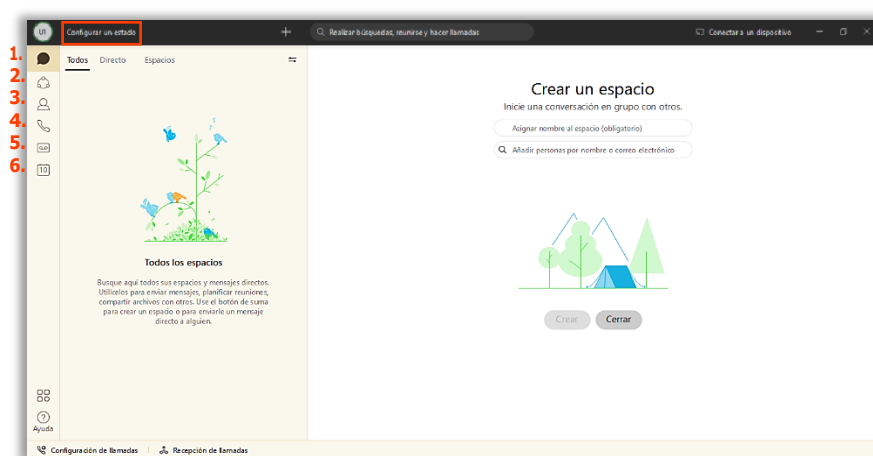 UI Configurar un estado
Realizar búsquedas, reunirse y hacer llamadas
Conectar a un dispositivo
1.
2.
3.
4.
5.
6.
10
Todos Directo Espacios
Todos los espacios
Busque aquí todos sus espacios y mensajes directos.
Utilícelos para enviar mensajes, planificar reuniones,
compartir archivos con otros. Use el botón de suma
para crear un espacio o para enviarle un mensaje
directo a alguien.
Crear un espacio
Inicie una conversación en grupo con otros.
Asignar nombre al espacio (obligatorio)
Añadir personas por nombre o correo electrónico
Crear Cerrar
Ayuda
Configuración de llamadas Recepción de llamadas